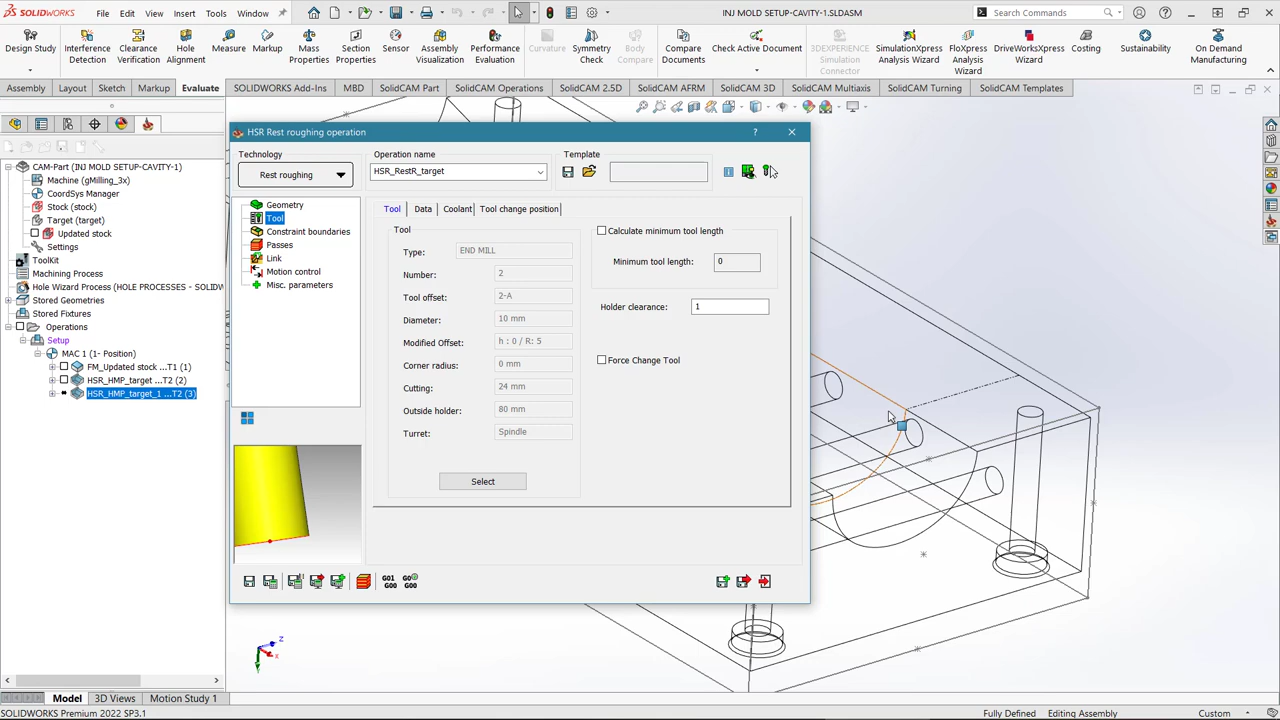 SOLIDWORKS File Edit View Insert Tools Window INJ MOLD SETUP-CAVITY-1.SLDASM Search Commands
Design Study
Interference Detection
Clearance Verification
Hole Alignment
Measure
Markup
Mass Properties
Section Properties
Sensor
Assembly Visualization
Performance Evaluation
Curvature
Symmetry Check
Body Compare
Compare Documents
Check Active Document
3DEXPERIENCE Simulation Connector
SimulationXpress Analysis Wizard
FloXpress Analysis Wizard
DriveWorksXpress Wizard
Costing
Sustainability
On Demand Manufacturing
Assembly Layout Sketch Markup Evaluate SOLIDWORKS Add-Ins MBD SolidCAM Part SolidCAM Operations SolidCAM 2.5D SolidCAM AFRM SolidCAM 3D SolidCAM Multiaxis SolidCAM Turning SolidCAM Templates
CAM-Part (INJ MOLD SETUP-CAVITY-1)
Machine (gMilling_3x)
CoordSys Manager
Stock (stock)
Target (target)
Updated stock
Settings
ToolKit
Machining Process
Hole Wizard Process (HOLE PROCESSES - SOLIDW
Stored Geometries
Stored Fixtures
Operations
Setup
MAC 1 (1- Position)
FM_Updated stock ...T1 (1)
HSR_HMP_target ...T2 (2)
HSR_HMP_target_1 ...T2 (3)
HSR Rest roughing operation ?
Technology
Rest roughing
Operation name
HSR_RestR_target
Template
Geometry
Tool
Constraint boundaries
Passes
Link
Motion control
Misc. parameters
Tool Data Coolant Tool change position
Tool
Type: END MILL
Number: 2
Tool offset: 2-A
Diameter: 10 mm
Modified Offset: h : 0 / R: 5
Corner radius: 0 mm
Cutting: 24 mm
Outside holder: 80 mm
Turret: Spindle
Select
Calculate minimum tool length
Minimum tool length: 0
Holder clearance: 1
Force Change Tool
G01 G00
G0 G00
z
x
Y
Model 3D Views Motion Study 1
SOLIDWORKS Premium 2022 SP3.1 Fully Defined Editing Assembly Custom